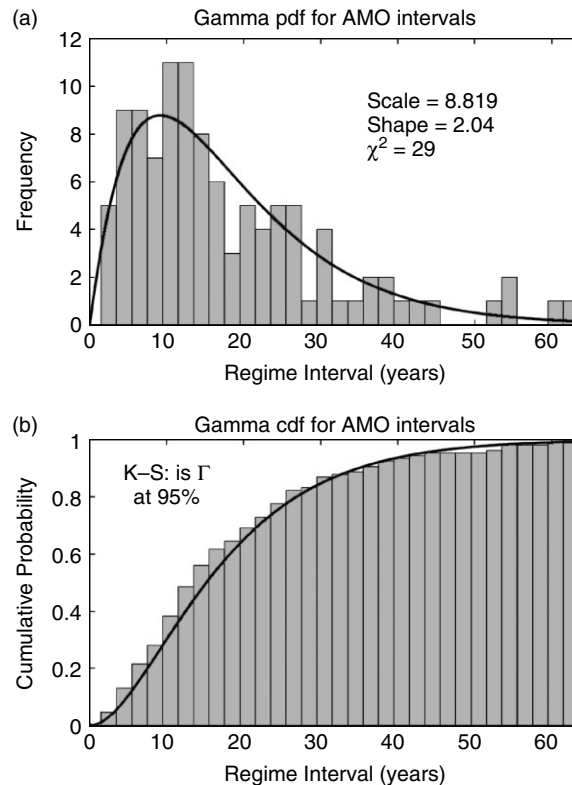 (a)
Gamma pdf for AMO intervals
12
10
8
6
4
2
0
Frequency
Scale = 8.819
Shape = 2.04
χ² = 29
0 10 20 30 40 50 60
Regime Interval (years)
(b)
Gamma cdf for AMO intervals
1
0.8
0.6
0.4
0.2
0
Cumulative Probability
K–S: is Γ
at 95%
0 10 20 30 40 50 60
Regime Interval (years)